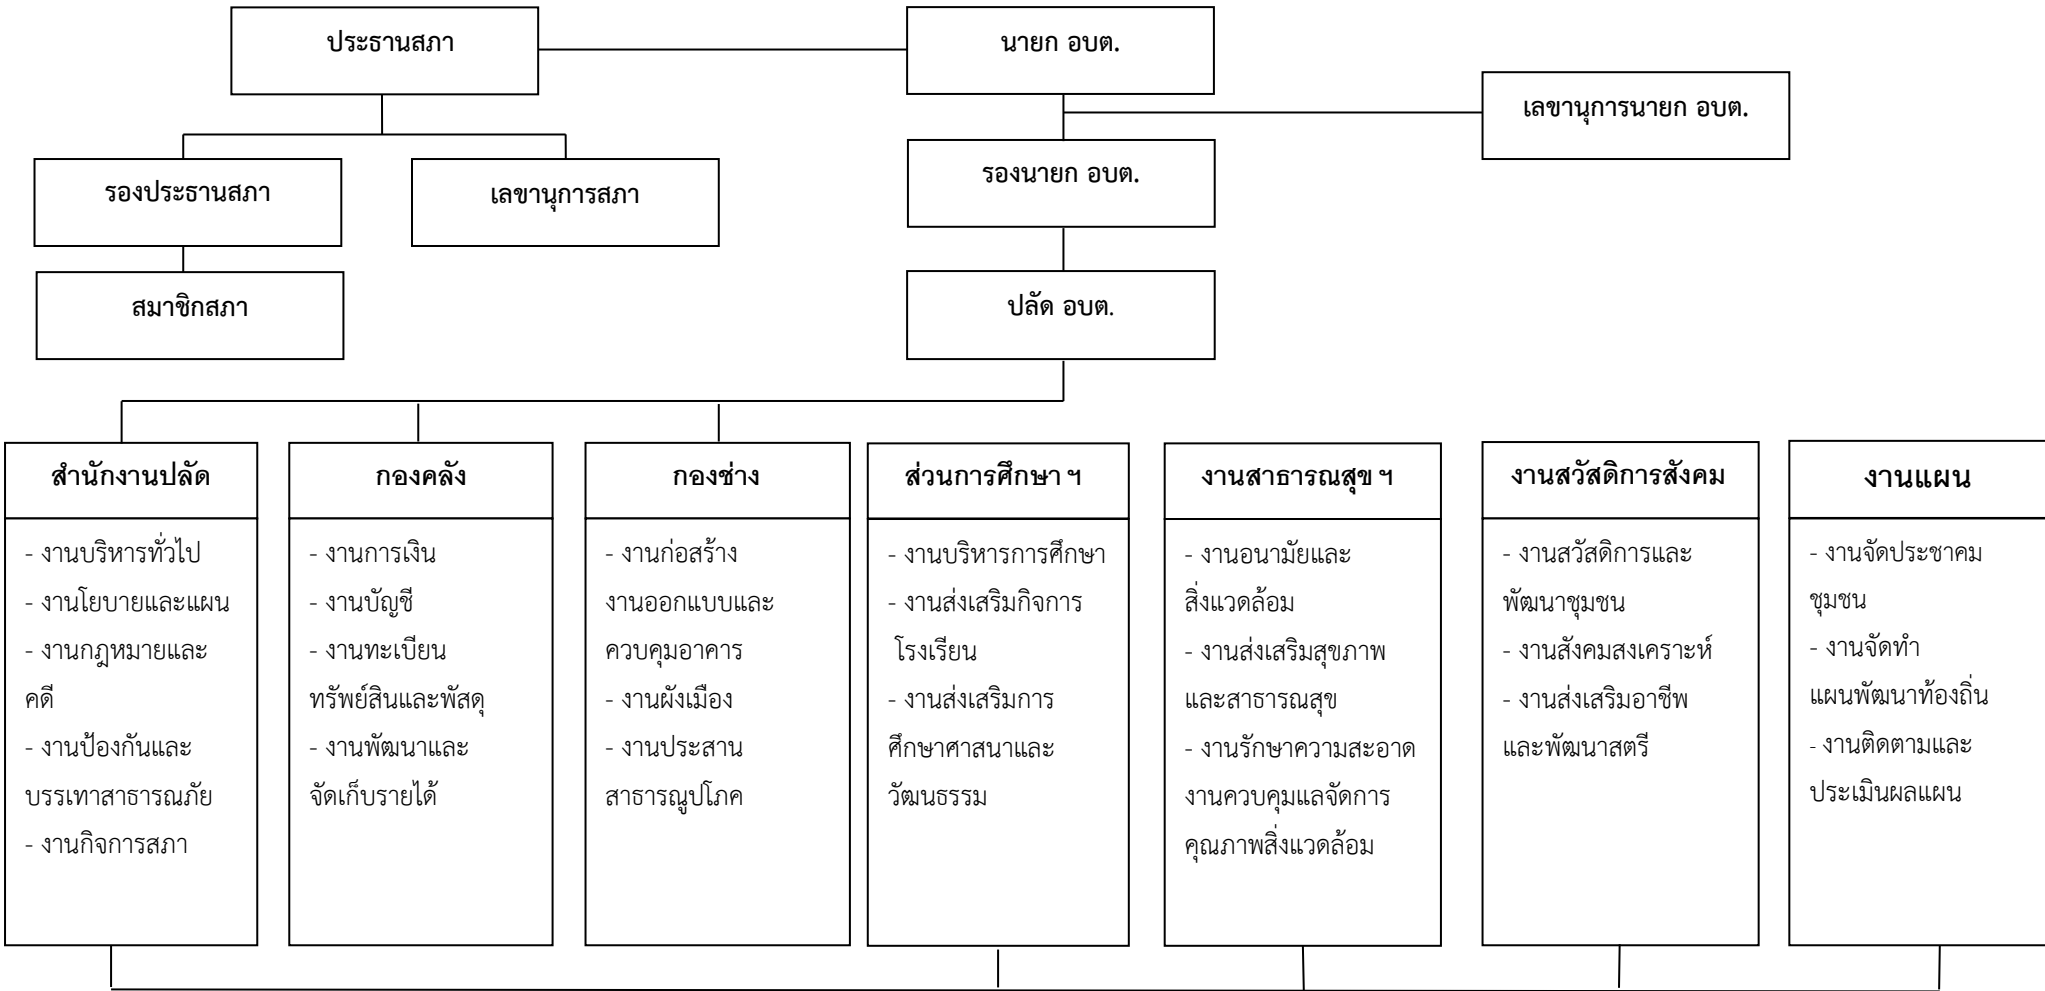 ประธานสภา
นายก อบต.
เลขานุการนายก อบต.
รองประธานสภา
เลขานุการสภา
รองนายก อบต.
สมาชิกสภา
ปลัด อบต.
สำนักงานปลัด
- งานบริหารทั่วไป
- งานโยบายและแผน
- งานกฎหมายและ
คดี
- งานป้องกันและ
บรรเทาสาธารณภัย
- งานกิจการสภา
กองคลัง
- งานการเงิน
- งานบัญชี
- งานทะเบียน
ทรัพย์สินและพัสดุ
- งานพัฒนาและ
จัดเก็บรายได้
กองช่าง
- งานก่อสร้าง
งานออกแบบและ
ควบคุมอาคาร
- งานผังเมือง
- งานประสาน
สาธารณูปโภค
ส่วนการศึกษา ฯ
- งานบริหารการศึกษา
- งานส่งเสริมกิจการ
โรงเรียน
- งานส่งเสริมการ
ศึกษาศาสนาและ
วัฒนธรรม
งานสาธารณสุข ฯ
- งานอนามัยและ
สิ่งแวดล้อม
- งานส่งเสริมสุขภาพ
และสาธารณสุข
- งานรักษาความสะอาด
งานควบคุมแลจัดการ
คุณภาพสิ่งแวดล้อม
งานสวัสดิการสังคม
- งานสวัสดิการและ
พัฒนาชุมชน
- งานสังคมสงเคราะห์
- งานส่งเสริมอาชีพ
และพัฒนาสตรี
งานแผน
- งานจัดประชาคม
ชุมชน
- งานจัดทำ
แผนพัฒนาท้องถิ่น
- งานติดตามและ
ประเมินผลแผน